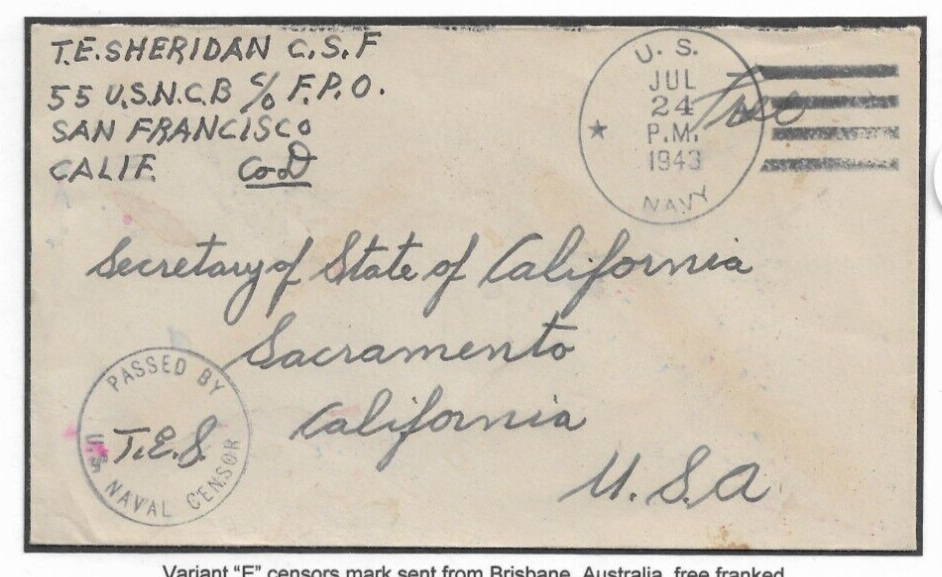 T.E. SHERIDAN C.S.F
55 U.S.N.C.B c/o F.P.O.
SAN FRANCISCO
CALIF. Co-D
U. S.
JUL
24
P.M.
1943
NAVY
Free
Secretary of State of California
Sacramento
California
U.S.A
PASSED BY
T.E.S.
U.S. NAVAL CENSOR
Variant "F" censors mark sent from Brisbane, Australia, free franked